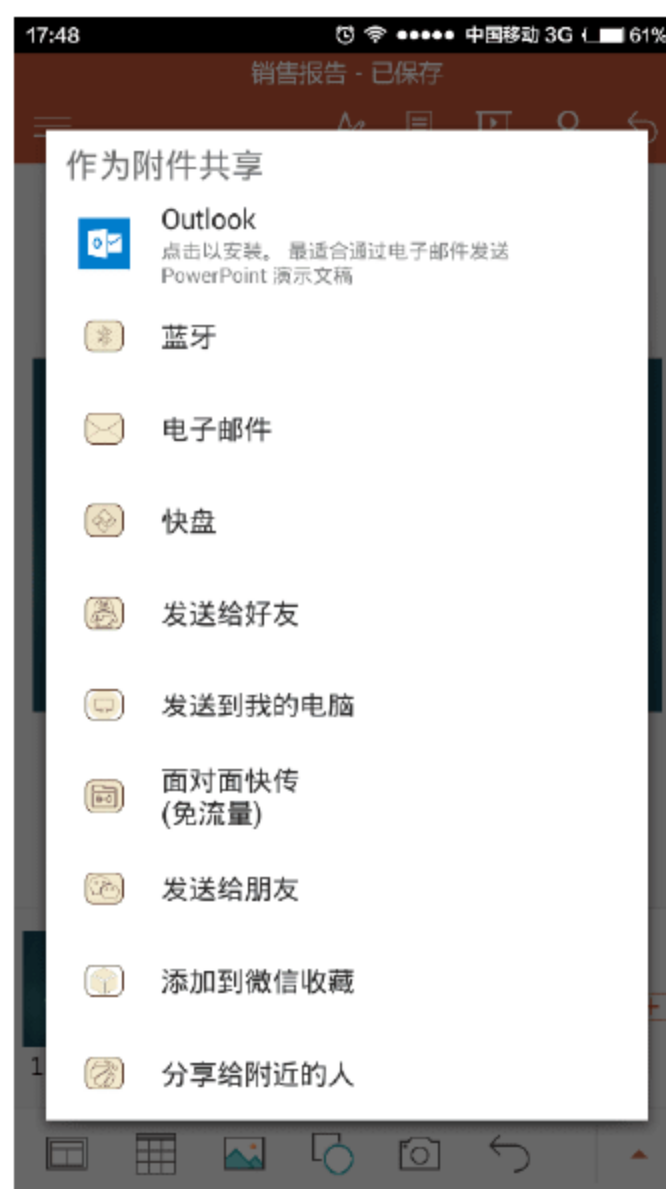 17:48 中国移动 3G 61%
销售报告 - 已保存
作为附件共享
Outlook
点击以安装。 最适合通过电子邮件发送
PowerPoint 演示文稿
蓝牙
电子邮件
快盘
发送给好友
发送到我的电脑
面对面快传
(免流量)
发送给朋友
添加到微信收藏
分享给附近的人
1